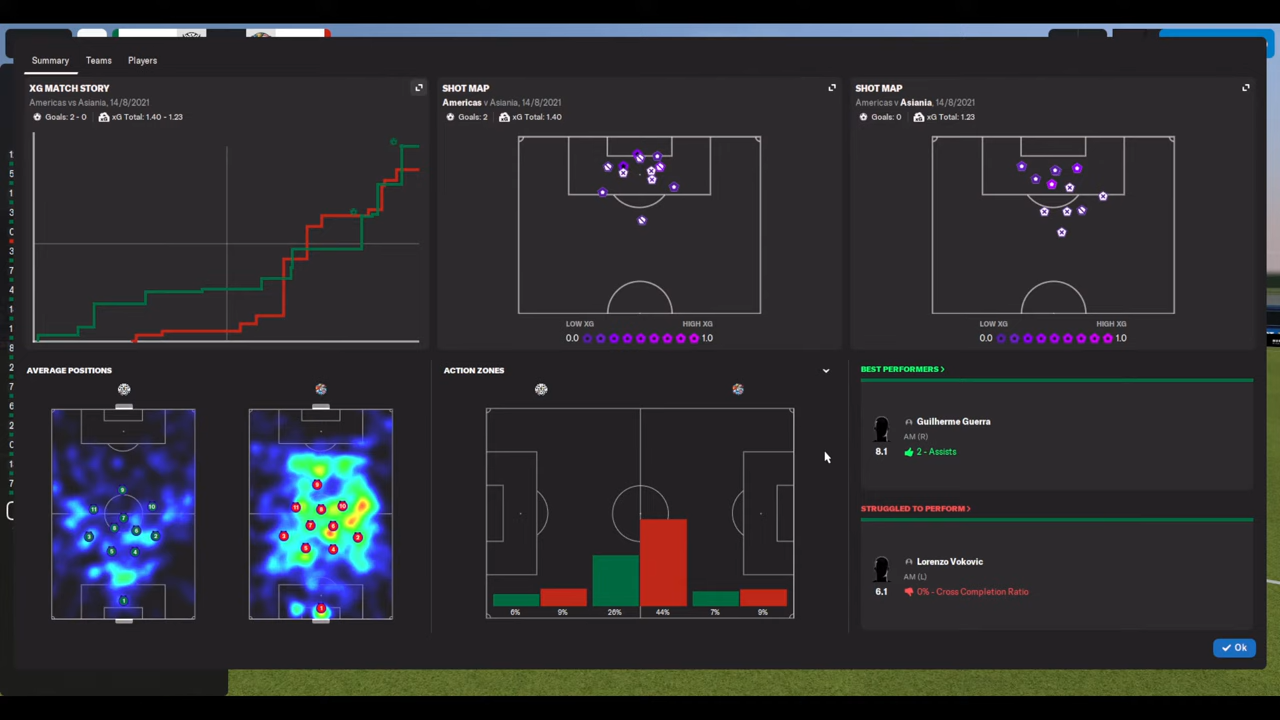 Summary
Teams
Players
XG MATCH STORY
Americas vs Asiania, 14/8/2021
Goals: 2 - 0
xG Total: 1.40 - 1.23
SHOT MAP
Americas v Asiania, 14/8/2021
Goals: 2
xG Total: 1.40
LOW XG
HIGH XG
0.0
1.0
SHOT MAP
Americas v Asiania, 14/8/2021
Goals: 0
xG Total: 1.23
LOW XG
HIGH XG
0.0
1.0
AVERAGE POSITIONS
ACTION ZONES
6%
9%
26%
44%
7%
9%
BEST PERFORMERS >
Guilherme Guerra
AM (R)
8.1
2 - Assists
STRUGGLED TO PERFORM >
Lorenzo Vokovic
AM (L)
6.1
0% - Cross Completion Ratio
Ok